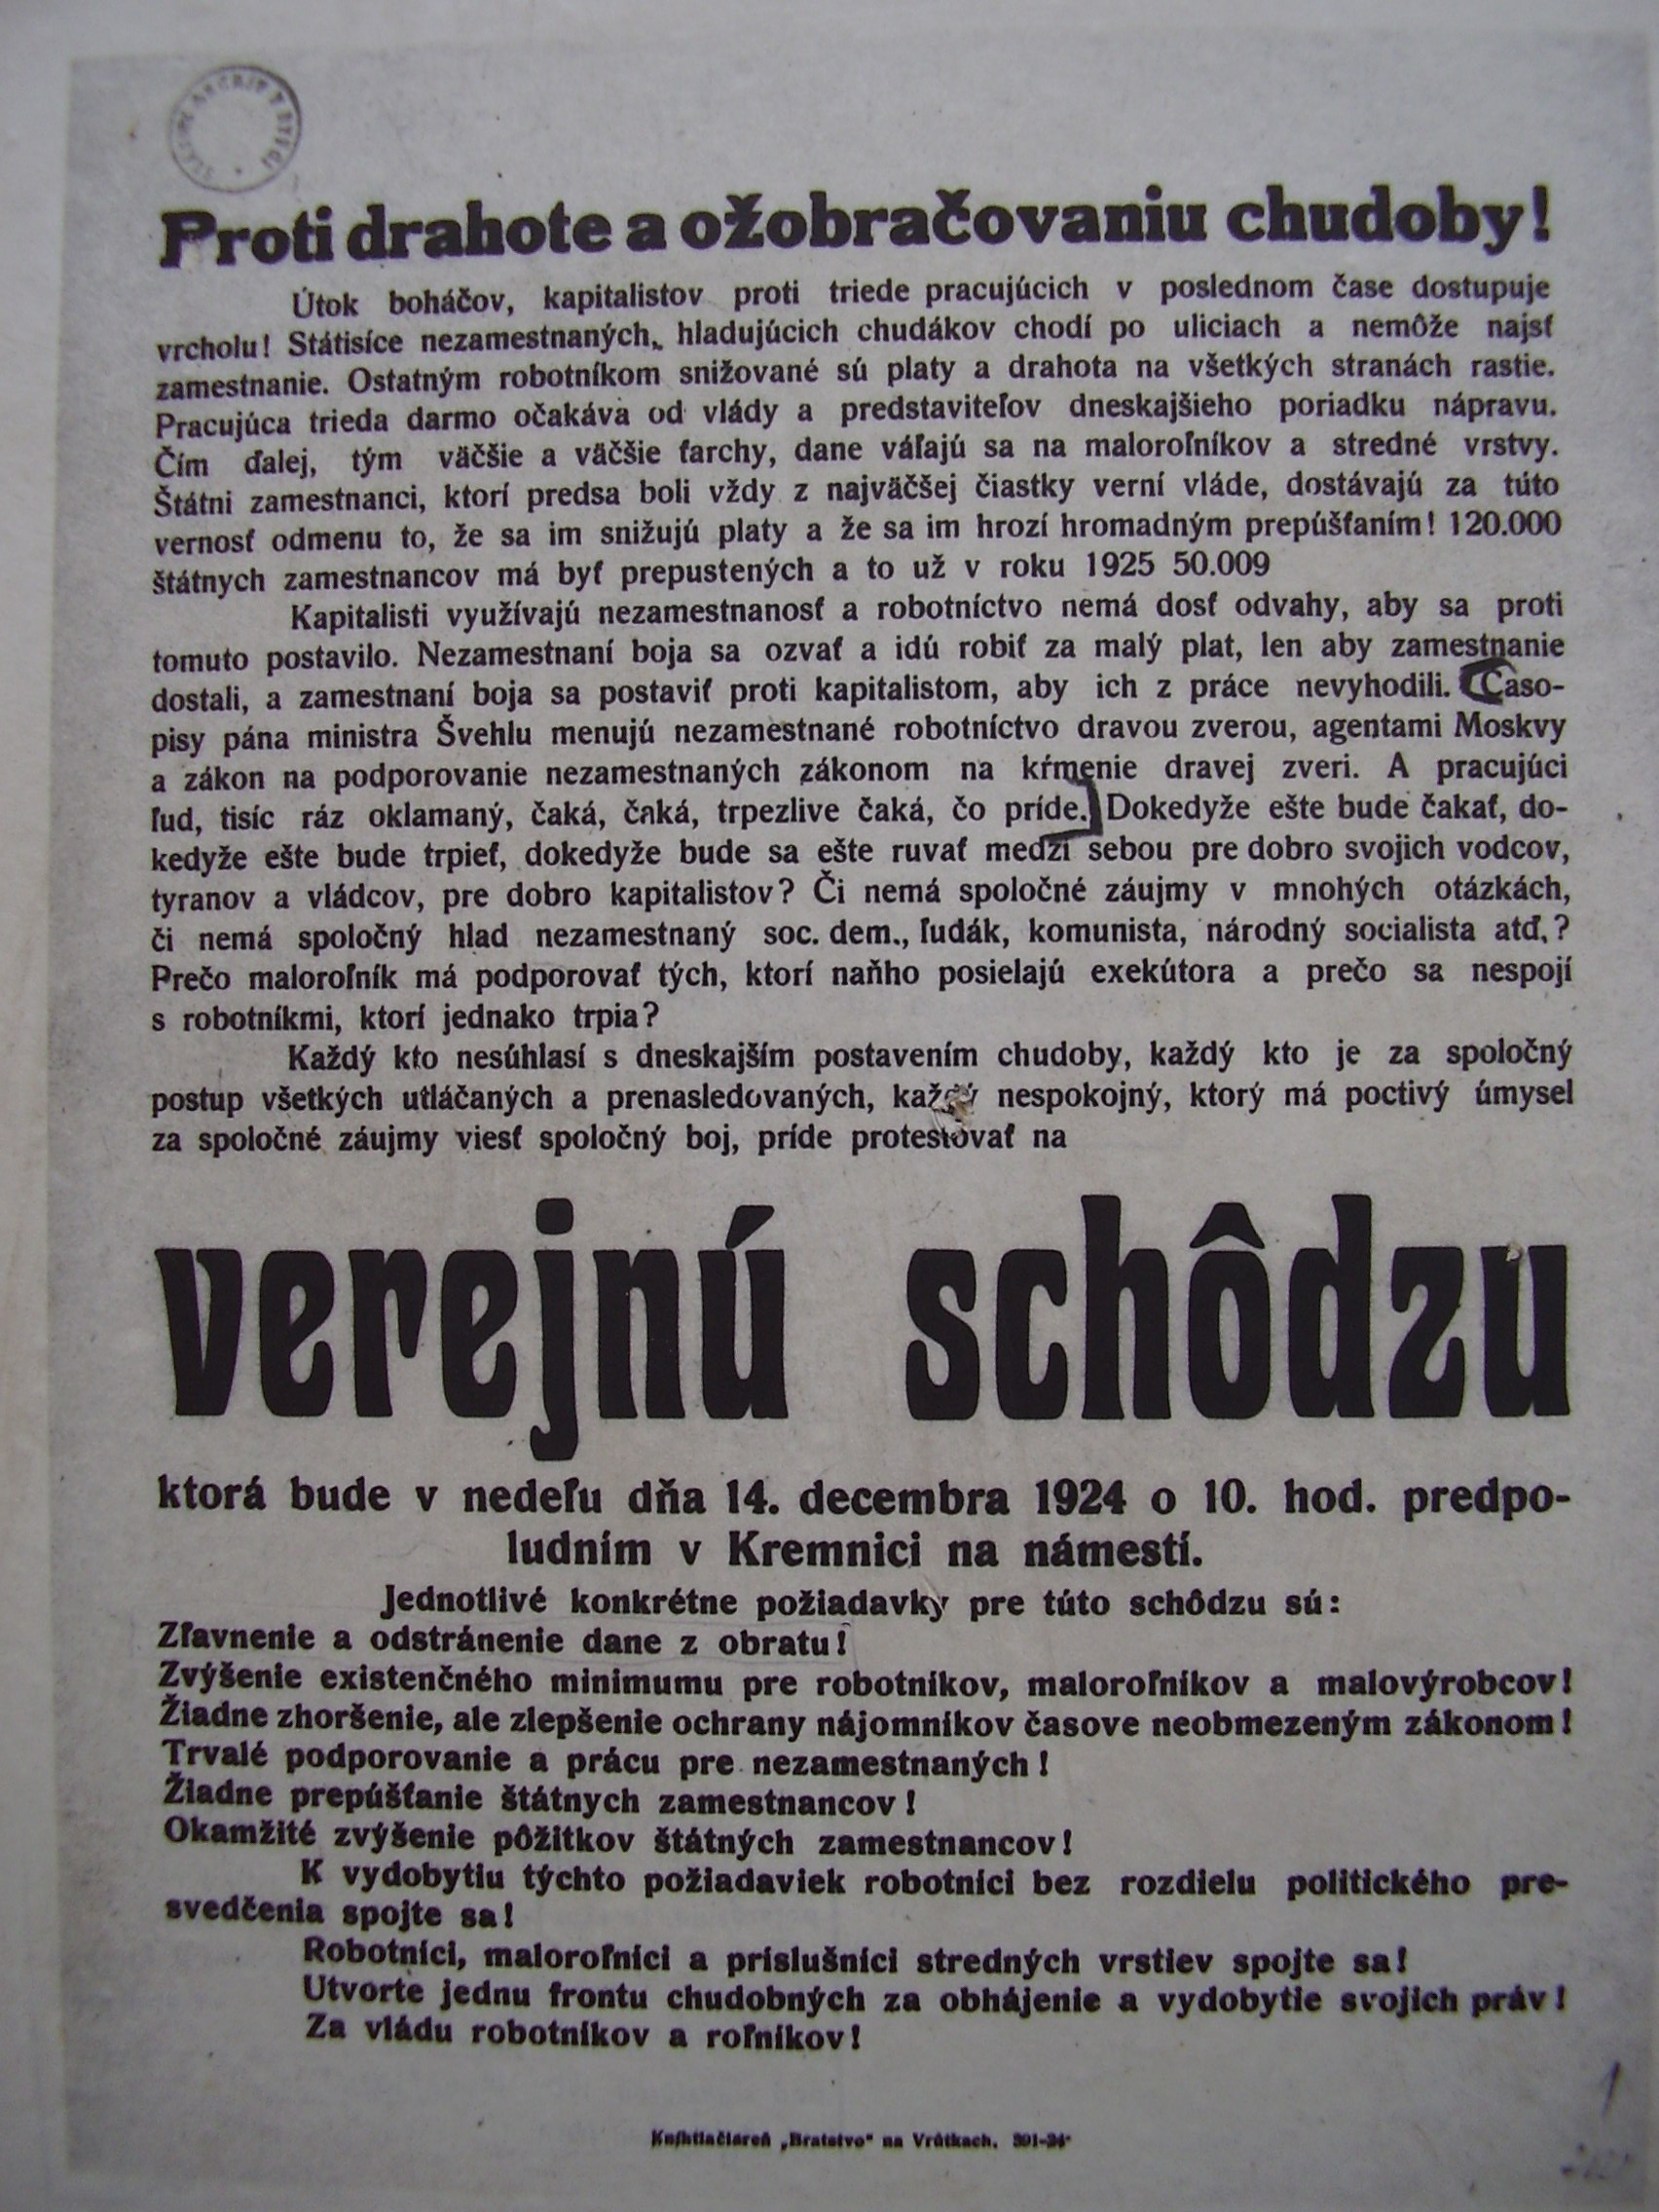 Proti drahote a ožobračovaniu chudoby!
Útok boháčov, kapitalistov proti triede pracujúcich v poslednom čase dostupuje
vrcholu! Státisíce nezamestnaných, hladujúcich chudákov chodí po uliciach a nemôže najsť
zamestnanie. Ostatným robotníkom snižované sú platy a drahota na všetkých stranách rastie.
Pracujúca trieda darmo očakáva od vlády a predstaviteľov dneskajšieho poriadku nápravu.
Čím ďalej, tým väčšie a väčšie ťarchy, dane váľajú sa na maloroľníkov a stredné vrstvy.
Štátni zamestnanci, ktorí predsa boli vždy z najväčšej čiastky verní vláde, dostávajú za túto
vernosť odmenu to, že sa im snižujú platy a že sa im hrozí hromadným prepúšťaním! 120.000
štátnych zamestnancov má byť prepustených a to už v roku 1925 50.009
Kapitalisti využívajú nezamestnanosť a robotníctvo nemá dosť odvahy, aby sa proti
tomuto postavilo. Nezamestnaní boja sa ozvať a idú robiť za malý plat, len aby zamestnanie
dostali, a zamestnaní boja sa postaviť proti kapitalistom, aby ich z práce nevyhodili. Časo-
pisy pána ministra Švehlu menujú nezamestnané robotníctvo dravou zverou, agentami Moskvy
a zákon na podporovanie nezamestnaných zákonom na kŕmenie dravej zveri. A pracujúci
ľud, tisíc ráz oklamaný, čaká, čaká, trpezlive čaká, čo príde. Dokedyže ešte bude čakať, do-
kedyže ešte bude trpieť, dokedyže bude sa ešte ruvať medzi sebou pre dobro svojich vodcov,
tyranov a vládcov, pre dobro kapitalistov? Či nemá spoločné záujmy v mnohých otázkách,
či nemá spoločný hlad nezamestnaný soc. dem., ľudák, komunista, národný socialista atď.?
Prečo maloroľník má podporovať tých, ktorí naňho posielajú exekútora a prečo sa nespojí
s robotníkmi, ktorí jednako trpia?
Každý kto nesúhlasí s dneskajším postavením chudoby, každý kto je za spoločný
postup všetkých utláčaných a prenasledovaných, každý nespokojný, ktorý má poctivý úmysel
za spoločné záujmy viesť spoločný boj, príde protestovať na
verejnú schôdzu
ktorá bude v nedeľu dňa 14. decembra 1924 o 10. hod. predpo-
ludním v Kremnici na námestí.
Jednotlivé konkrétne požiadavky pre túto schôdzu sú:
Zľavnenie a odstránenie dane z obratu!
Zvýšenie existenčného minimumu pre robotníkov, maloroľníkov a malovýrobcov!
Žiadne zhoršenie, ale zlepšenie ochrany nájomníkov časove neobmezeným zákonom!
Trvalé podporovanie a prácu pre nezamestnaných!
Žiadne prepúšťanie štátnych zamestnancov!
Okamžité zvýšenie pôžitkov štátných zamestnancov!
K vydobytiu týchto požiadaviek robotníci bez rozdielu politického pre-
svedčenia spojte sa!
Robotníci, maloroľníci a príslušníci stredných vrstiev spojte sa!
Utvorte jednu frontu chudobných za obhájenie a vydobytie svojich práv!
Za vládu robotníkov a roľníkov!
Kníhtlačiareň „Bratstvo" na Vrútkach.
1